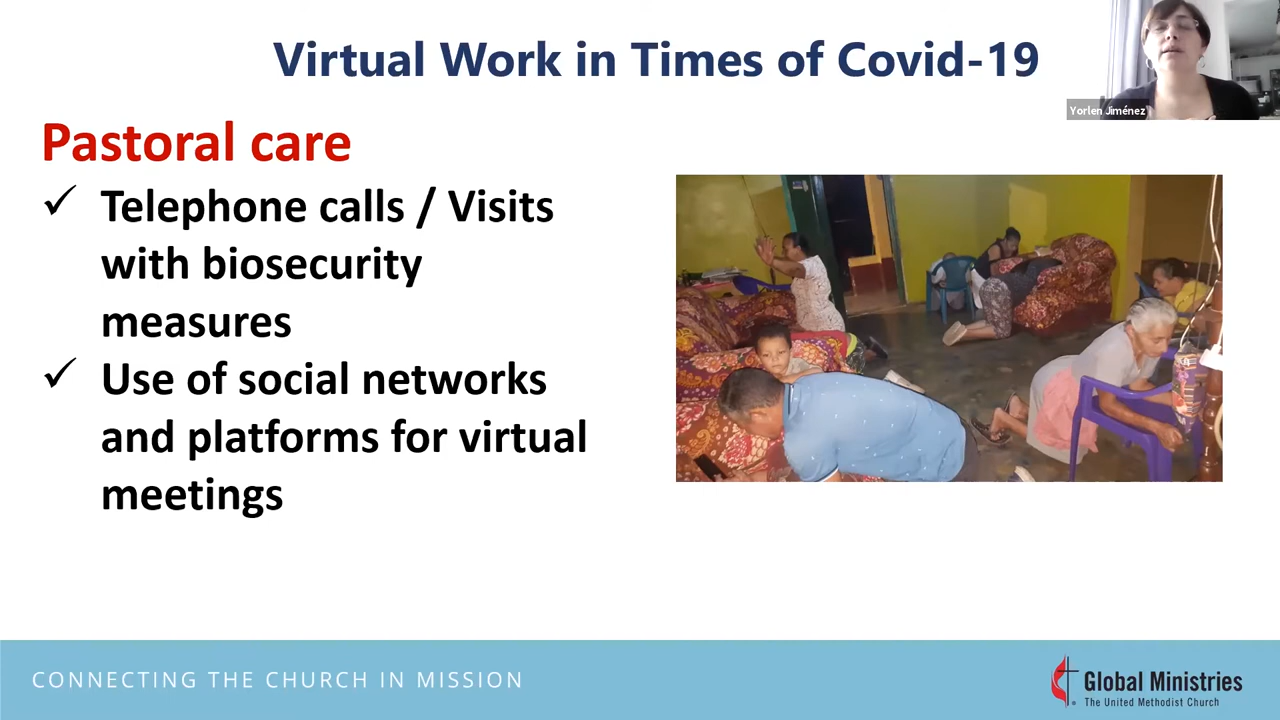 Virtual Work in Times of Covid-19
Yorlen Jiménez
Pastoral care
✓ Telephone calls / Visits
with biosecurity
measures
✓ Use of social networks
and platforms for virtual
meetings
CONNECTING THE CHURCH IN MISSION
Global Ministries
The United Methodist Church